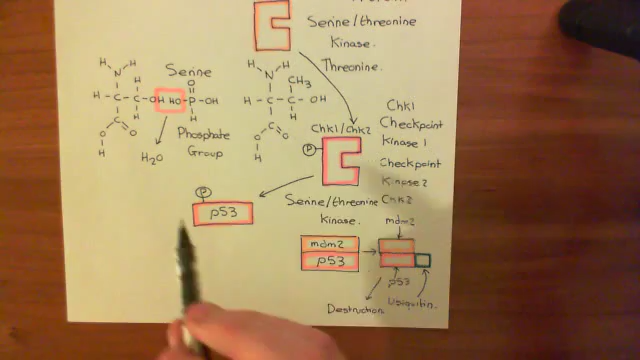 Serine/threonine
Kinase.
Threonine.
Serine
H H
N
H
H - C - C - OH HO - P - OH
O
H
C
O
O
H
H
Phosphate
Group
H2O
H H
N
CH3
H - C - C - OH
H
C
O
O
H
Chk1/Chk2
P
Chk1
Checkpoint
Kinase 1
Checkpoint
Kinase 2
Chk2
Serine/threonine
Kinase.
P
p53
mdm2
mdm2
p53
p53
Ubiquitin.
Destruction.